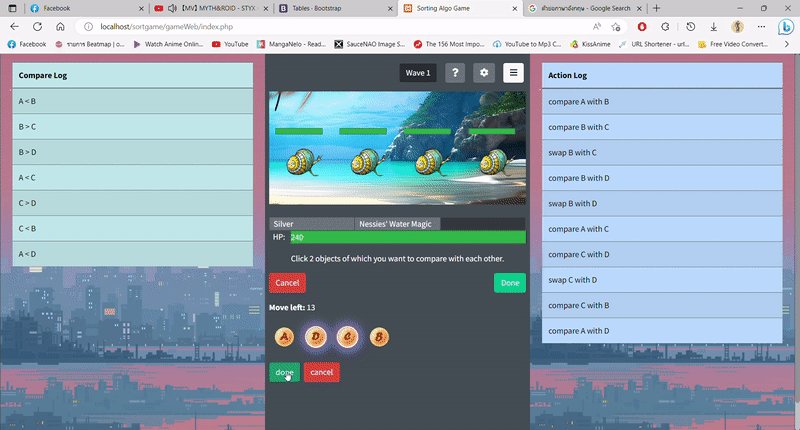 Facebook
【MV】MYTH&ROID - STYX
Tables · Bootstrap
Sorting Algo Game
คำนอกภาษาอังกฤษ - Google Search
localhost/sortgame/gameWeb/index.php
Facebook
รายการ Beatmap | o...
Watch Anime Online...
YouTube
MangaNelo - Read...
SauceNAO Image S...
The 156 Most Impo...
YouTube to Mp3 C...
KissAnime
URL Shortener - url...
Free Video Convert...
Compare Log
A < B
B > C
B > D
A < C
C > D
C < B
A < D
Wave 1
?
Silver
Nessies' Water Magic
HP:
240
Click 2 objects of which you want to compare with each other.
Cancel
Done
Move left: 13
A
D
C
B
done
cancel
Action Log
compare A with B
compare B with C
swap B with C
compare B with D
swap B with D
compare A with C
compare C with D
swap C with D
compare C with B
compare A with D